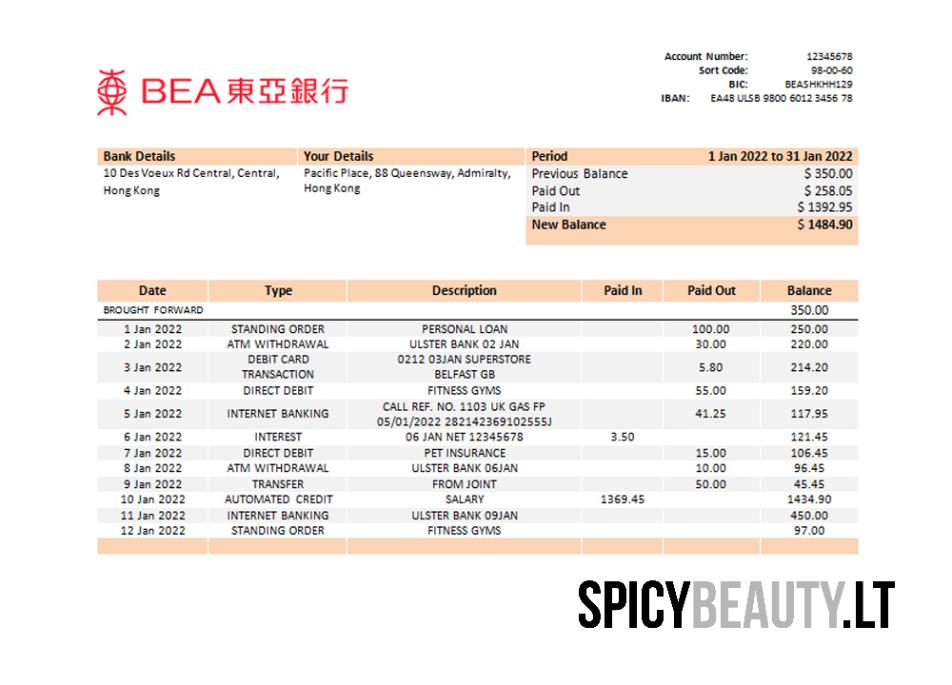 Account Number: 12345678
Sort Code: 98-00-60
BIC: BEASHKHH129
IBAN: EA48 ULSB 9800 6012 3456 78
BEA 東亞銀行
Bank Details Your Details Period 1 Jan 2022 to 31 Jan 2022
10 Des Voeux Rd Central, Central, Pacific Place, 88 Queensway, Admiralty, Previous Balance $ 350.00
Hong Kong Hong Kong Paid Out $ 258.05
Paid In $ 1392.95
New Balance $ 1484.90
Date Type Description Paid In Paid Out Balance
BROUGHT FORWARD 350.00
1 Jan 2022 STANDING ORDER PERSONAL LOAN 100.00 250.00
2 Jan 2022 ATM WITHDRAWAL ULSTER BANK 02 JAN 30.00 220.00
3 Jan 2022 DEBIT CARD TRANSACTION 0212 03JAN SUPERSTORE BELFAST GB 5.80 214.20
4 Jan 2022 DIRECT DEBIT FITNESS GYMS 55.00 159.20
5 Jan 2022 INTERNET BANKING CALL REF. NO. 1103 UK GAS FP 05/01/2022 282142369102555J 41.25 117.95
6 Jan 2022 INTEREST 06 JAN NET 12345678 3.50 121.45
7 Jan 2022 DIRECT DEBIT PET INSURANCE 15.00 106.45
8 Jan 2022 ATM WITHDRAWAL ULSTER BANK 06JAN 10.00 96.45
9 Jan 2022 TRANSFER FROM JOINT 50.00 45.45
10 Jan 2022 AUTOMATED CREDIT SALARY 1369.45 1434.90
11 Jan 2022 INTERNET BANKING ULSTER BANK 09JAN 450.00
12 Jan 2022 STANDING ORDER FITNESS GYMS 97.00
SPICYBEAUTY.LT